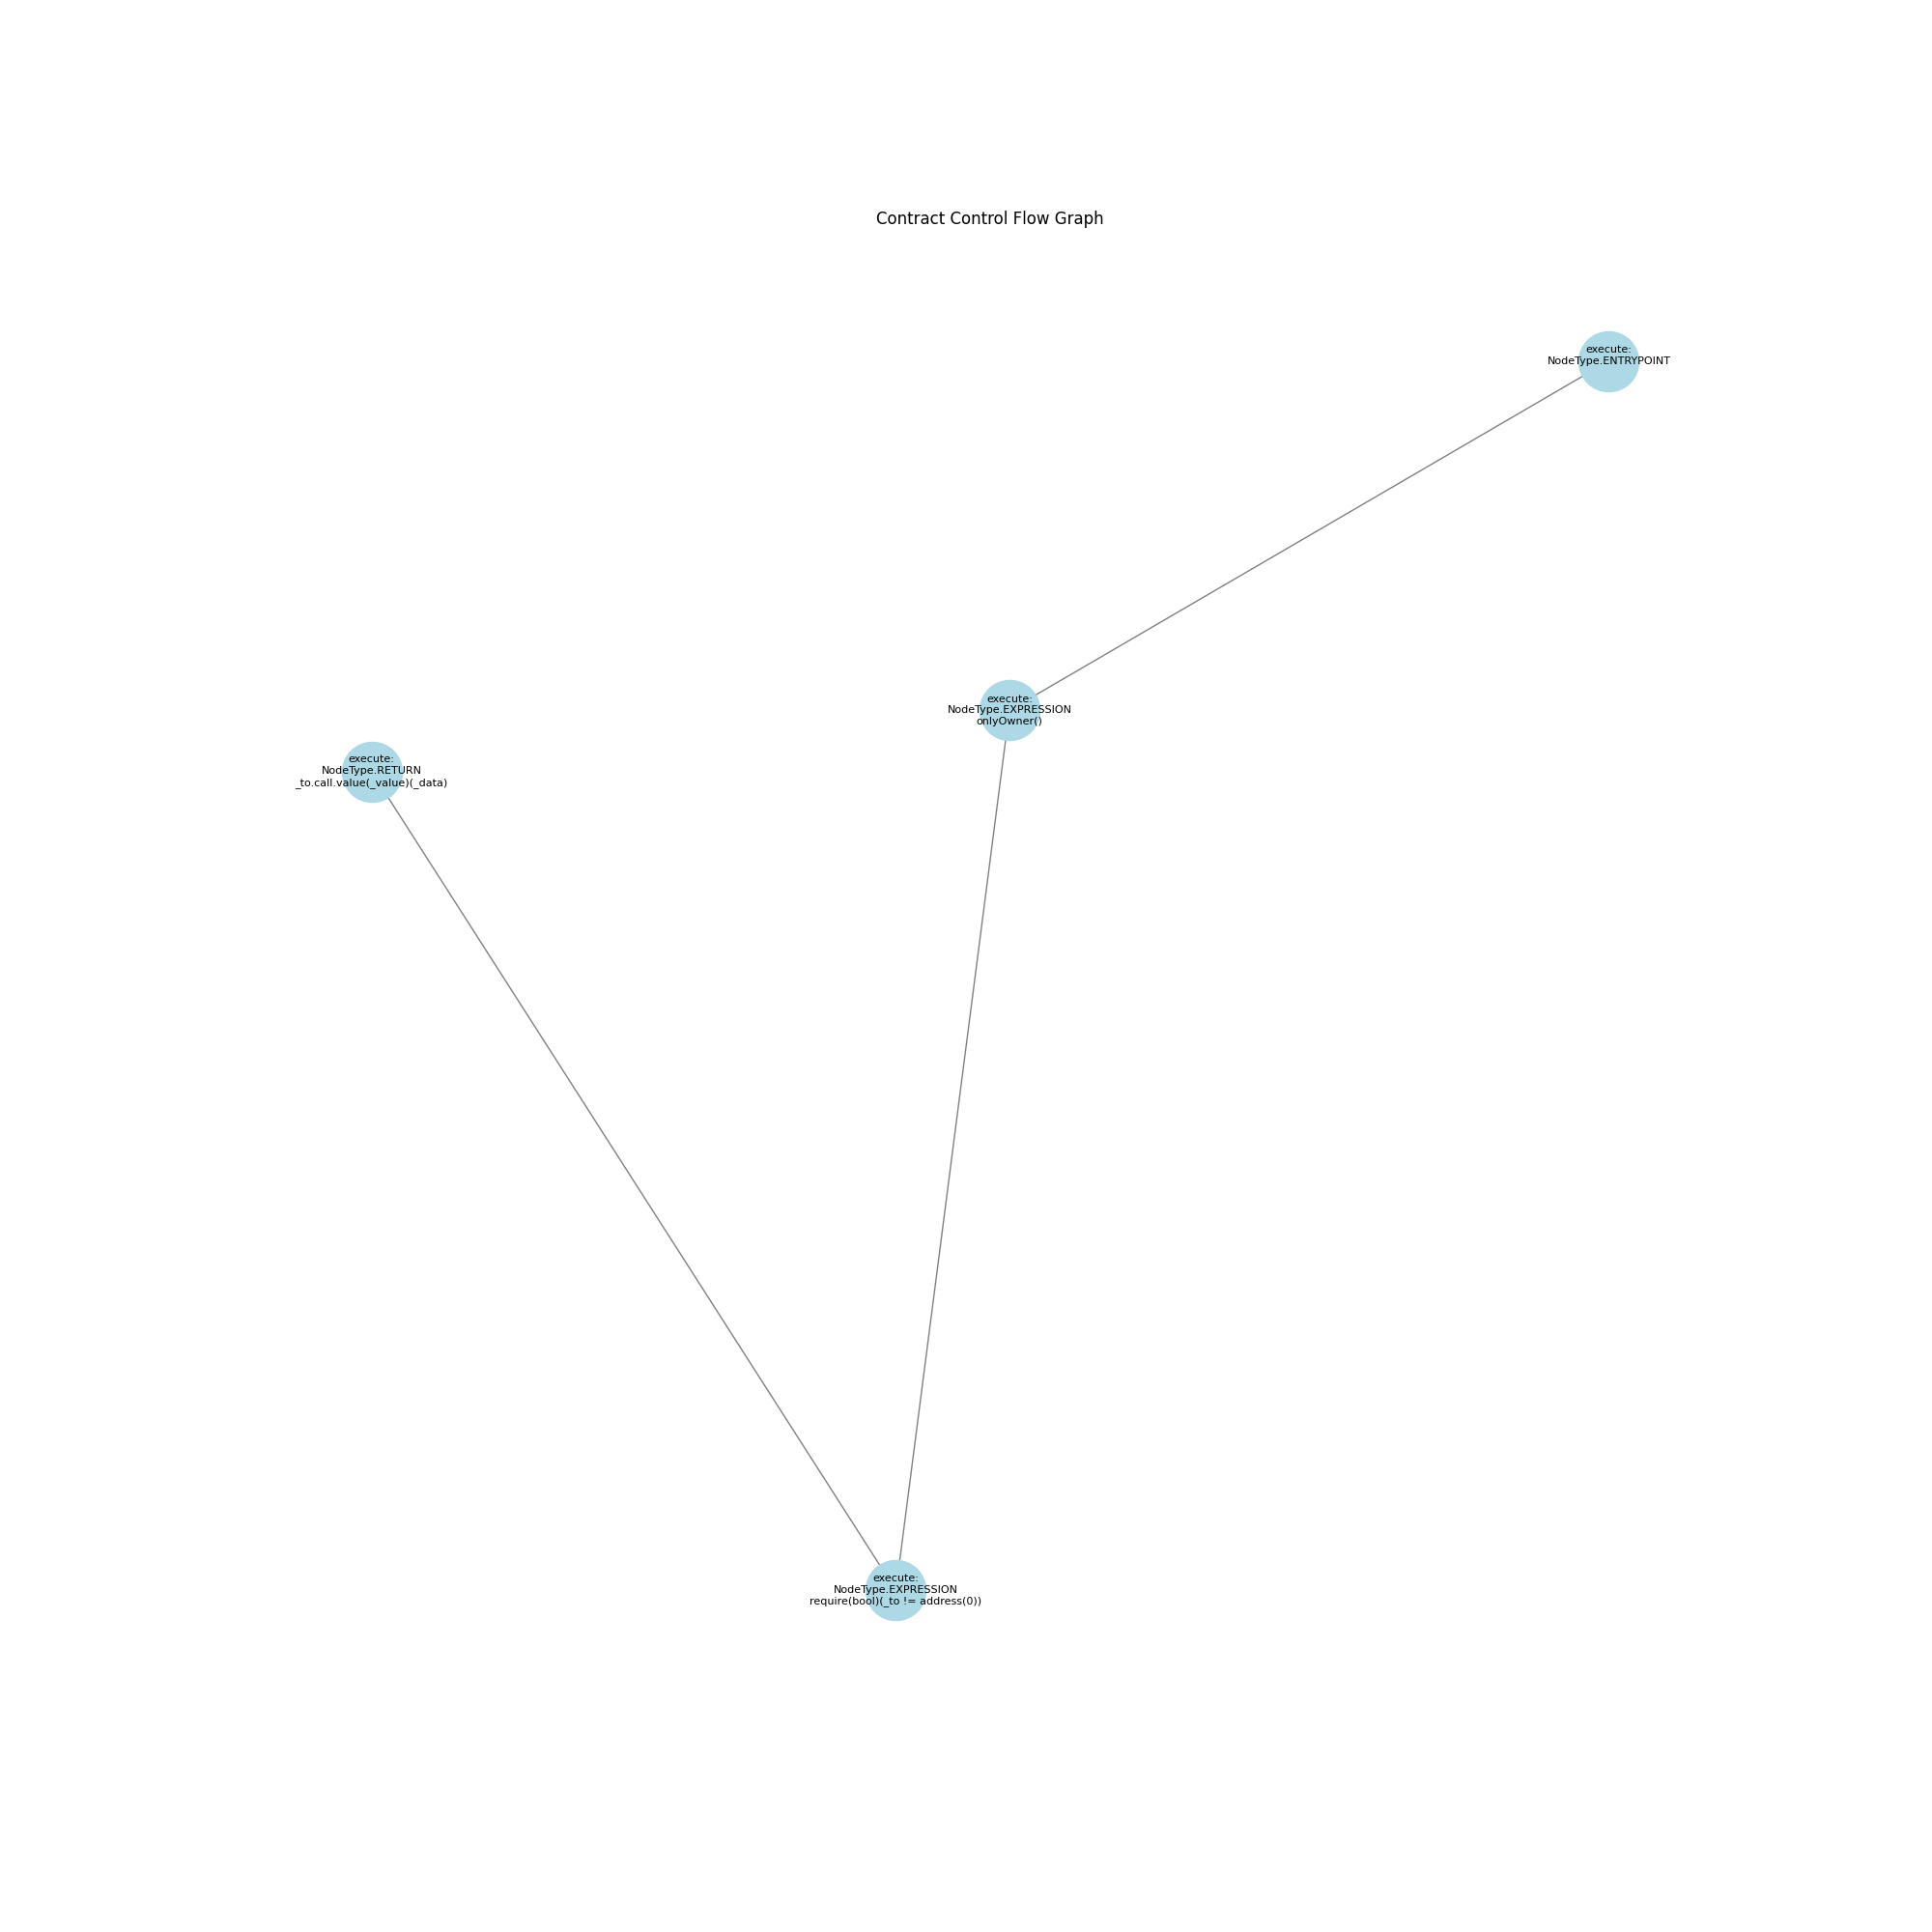 Contract Control Flow Graph
execute:
NodeType.ENTRYPOINT
execute:
NodeType.EXPRESSION
onlyOwner()
execute:
NodeType.RETURN
_to.call.value(_value)(_data)
execute:
NodeType.EXPRESSION
require(bool)(_to != address(0))